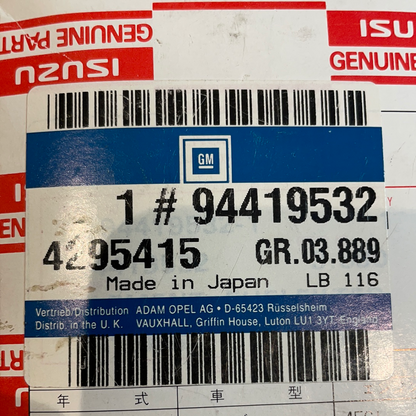 ISUZU
GENUINE PARTS
ISUZU
ISUZU
GENUINE
GM
1 # 94419532
4295415 GR.03.889
Made in Japan LB 116
Vertrieb/Distribution ADAM OPEL AG • D-65423 Rüsselsheim
Distrib. in the U. K. VAUXHALL, Griffin House, Luton LU1 3YT, England
PARTS
年 式 車 型